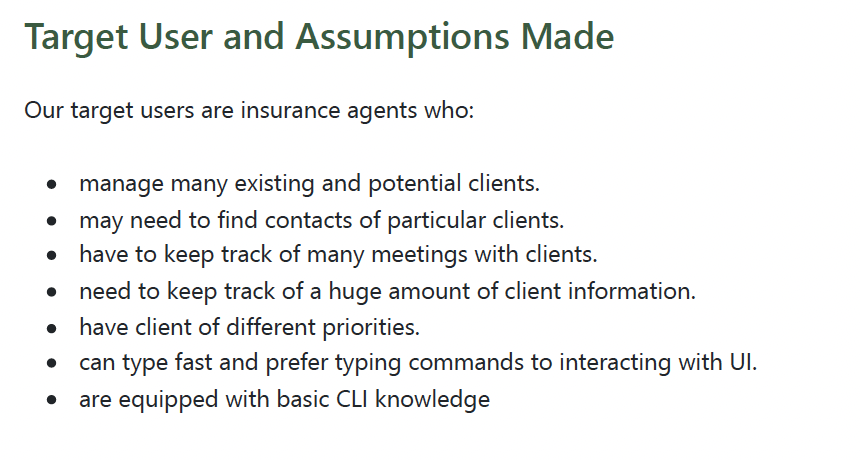 Target User and Assumptions Made
Our target users are insurance agents who:
• manage many existing and potential clients.
• may need to find contacts of particular clients.
• have to keep track of many meetings with clients.
• need to keep track of a huge amount of client information.
• have client of different priorities.
• can type fast and prefer typing commands to interacting with UI.
• are equipped with basic CLI knowledge